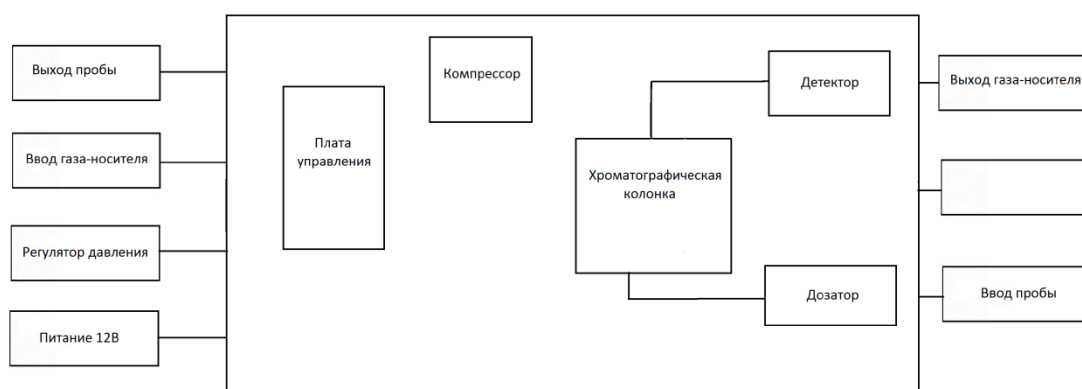 Выход пробы
Ввод газа-носителя
Регулятор давления
Питание 12В
Плата
управления
Компрессор
Хроматографическая
колонка
Детектор
Дозатор
Выход газа-носителя
Ввод пробы